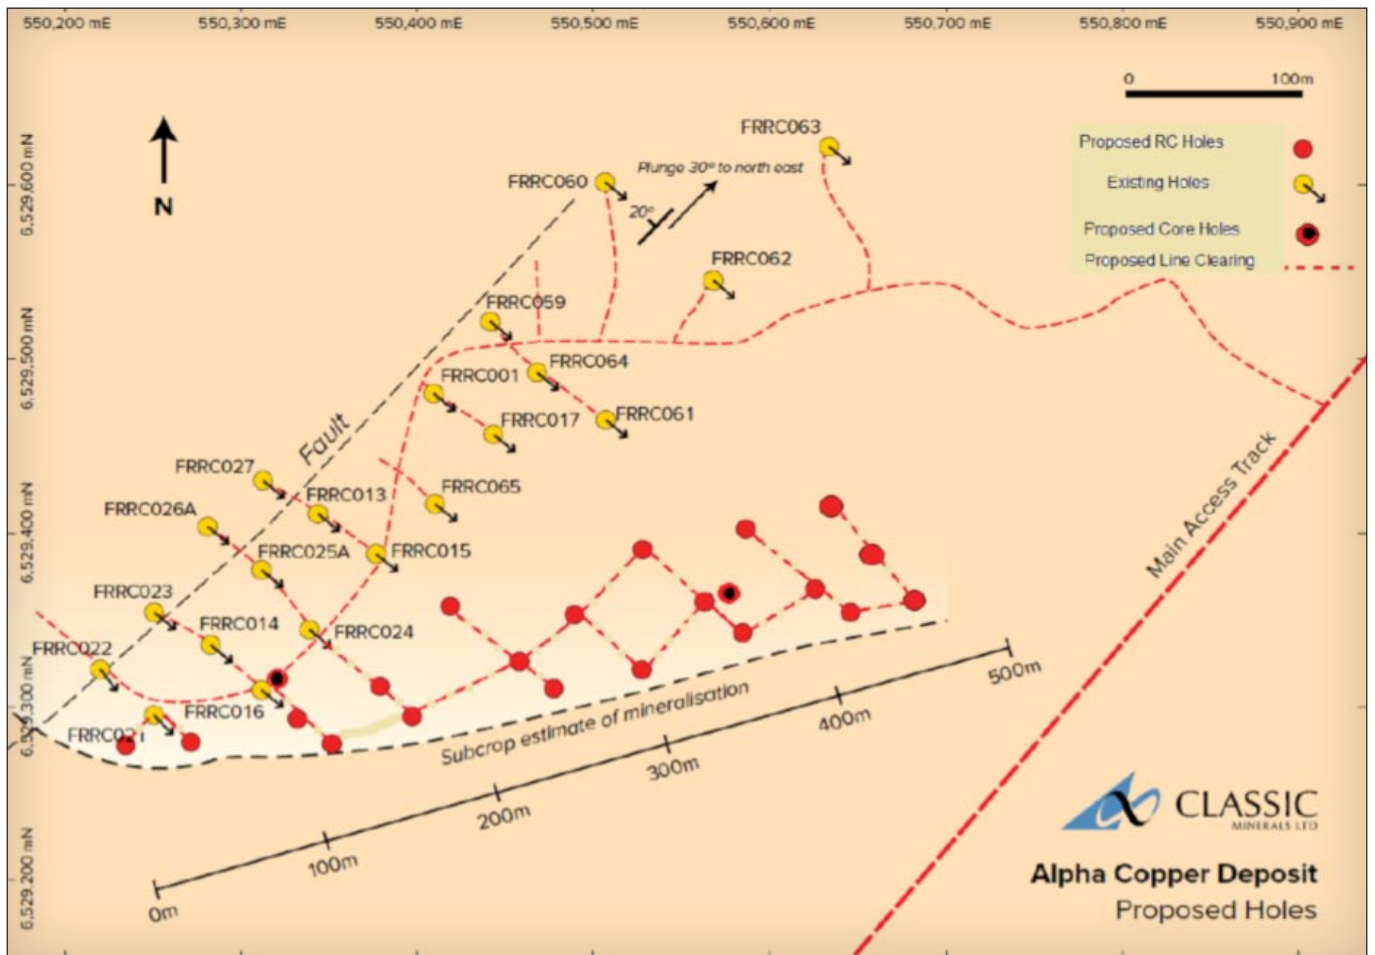 550,200 mE
550,300 mE
550,400 mE
550,500 mE
550,600 mE
550,700 mE
550,800 mE
550,900 mE
0 100m
FRRC063
Proposed RC Holes
Plunge 30° to north east
FRRC060
Existing Holes
6,529,600 mN
N
20°
Proposed Core Holes
FRRC062
Proposed Line Clearing
FRRC059
6,529,500 mN
FRRC064
FRRC001
FRRC017
FRRC061
Fault
FRRC027
FRRC013
FRRC065
FRRC026A
6,529,400 mN
FRRC025A
FRRC015
Main Access Track
FRRC023
FRRC014
FRRC024
FRRC022
6,529,300 mN
FRRC016
FRRC021
Subcrop estimate of mineralisation
500m
400m
300m
200m
100m
0m
6,529,200 mN
CLASSIC
MINERALS LTD
Alpha Copper Deposit
Proposed Holes